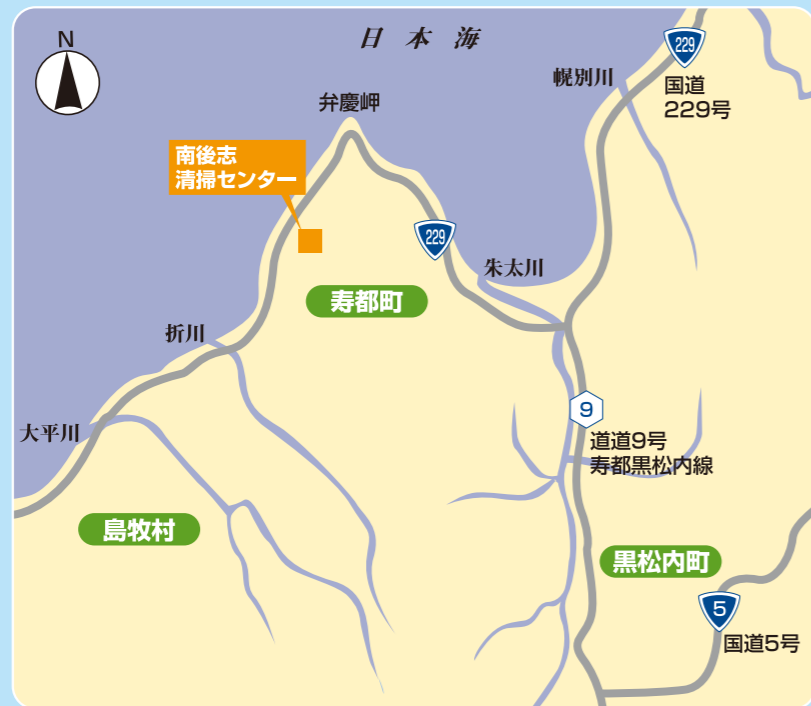 N
日本海
229
国道
229号
幌別川
弁慶岬
南後志
清掃センター
229
朱太川
寿都町
折川
9
道道9号
寿都黒松内線
大平川
島牧村
黒松内町
5
国道5号